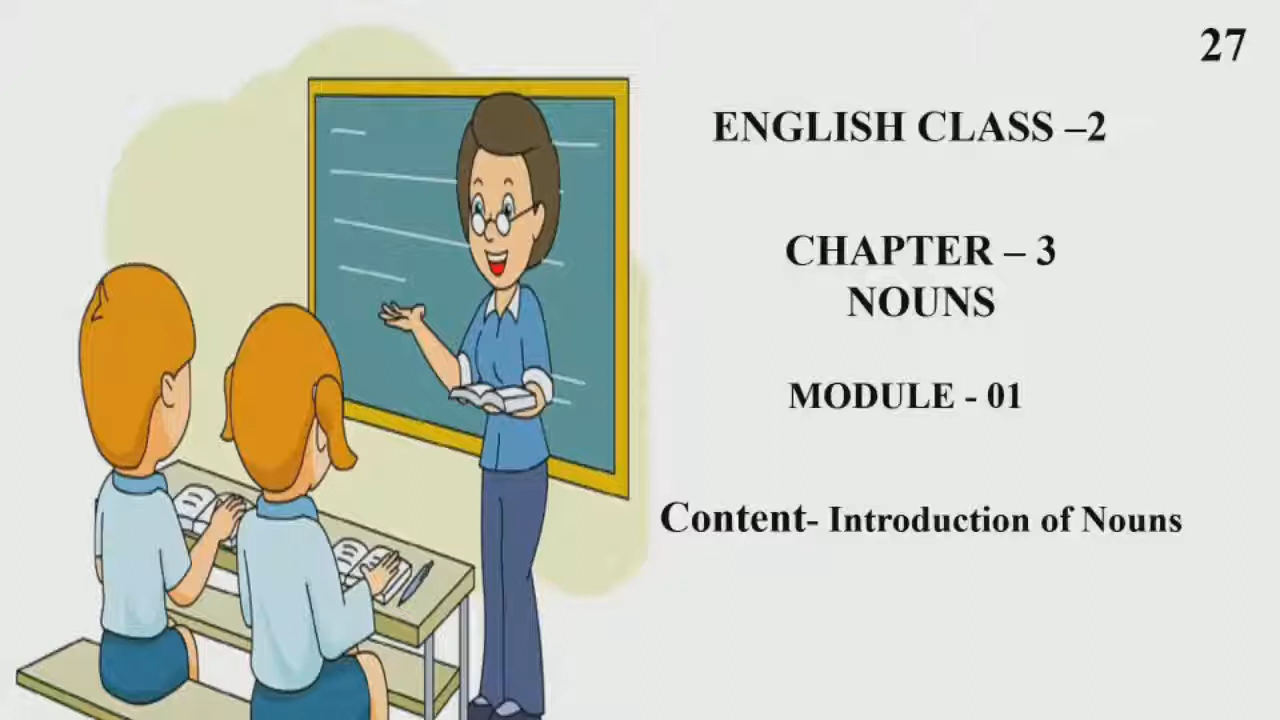 27
ENGLISH CLASS –2
CHAPTER – 3
NOUNS
MODULE - 01
Content- Introduction of Nouns